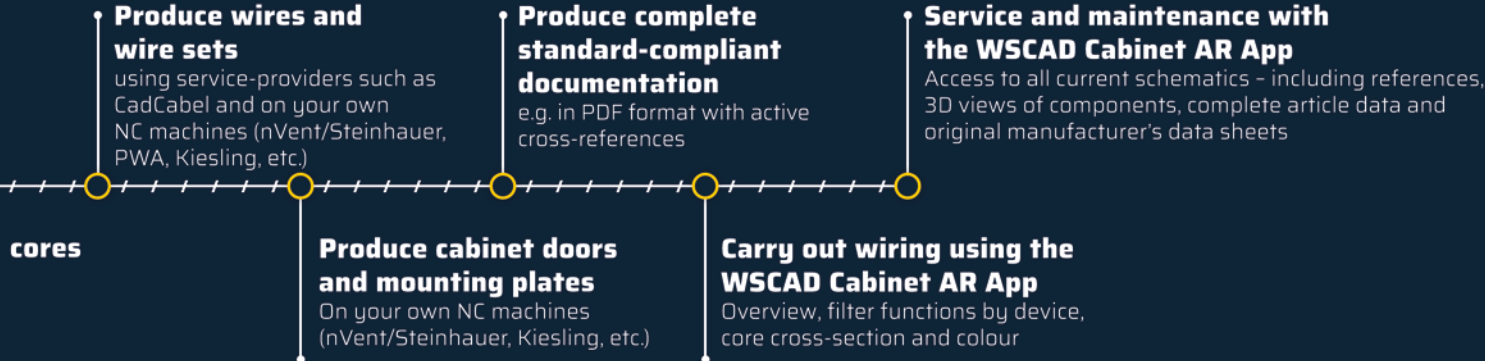 Produce wires and
wire sets
using service-providers such as
CadCabel and on your own
NC machines (nVent/Steinhauer,
PWA, Kiesling, etc.)
Produce complete
standard-compliant
documentation
e.g. in PDF format with active
cross-references
Service and maintenance with
the WSCAD Cabinet AR App
Access to all current schematics – including references,
3D views of components, complete article data and
original manufacturer's data sheets
cores
Produce cabinet doors
and mounting plates
On your own NC machines
(nVent/Steinhauer, Kiesling, etc.)
Carry out wiring using the
WSCAD Cabinet AR App
Overview, filter functions by device,
core cross-section and colour